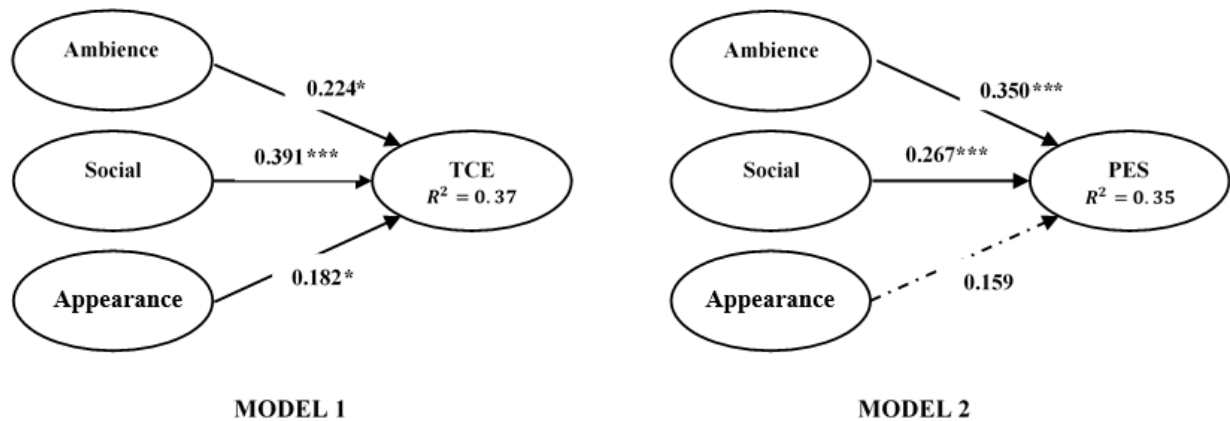 Ambience
0.224*
Social
0.391***
TCE
R² = 0.37
Appearance
0.182*
MODEL 1
Ambience
0.350***
Social
0.267***
PES
R² = 0.35
Appearance
0.159
MODEL 2